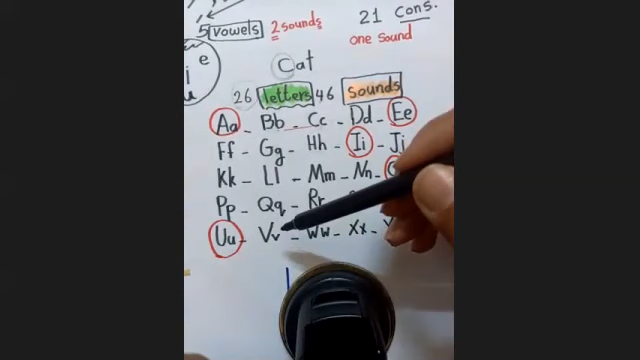 5 vowels 2 sounds
21 cons.
one sound
e
i
u
Cat
26 letters 46 sounds
Aa - Bb - Cc - Dd - Ee
Ff - Gg - Hh - Ii - Jj
Kk - Ll - Mm - Nn -
Pp - Qq - Rr
Uu - Vv - Ww - Xx -